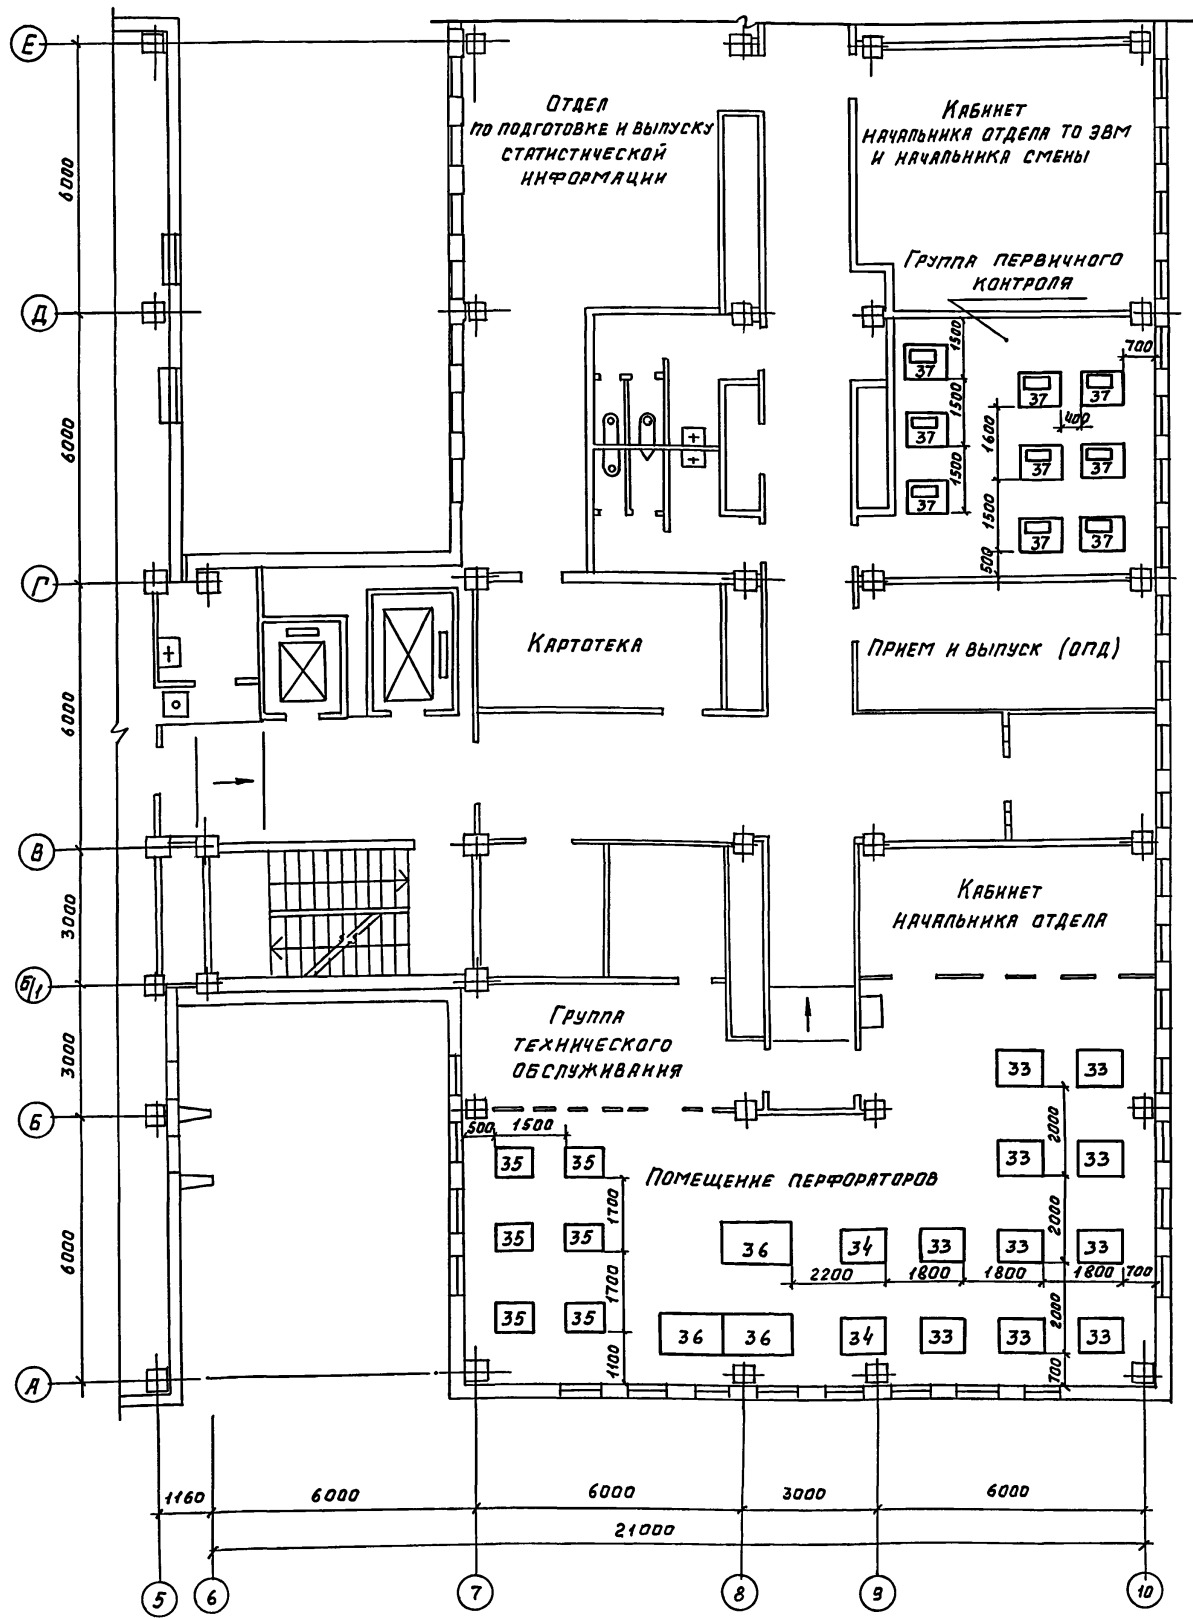 Е
Отдел
по подготовке и выпуску
статистической
информации
Кабинет
начальника отдела ТО ЭВМ
и начальника смены
6000
Группа первичного
контроля
Д
1500
700
37
37
37
1500
400
1600
37
6000
37
37
1500
37
1500
37
37
500
Г
Картотека
Прием и выпуск (ОПД)
6000
В
Кабинет
начальника отдела
3000
Б/1
Группа
технического
обслуживания
3000
33
33
Б
500
1500
2000
35
35
33
33
Помещение перфораторов
1700
2000
35
35
36
34
33
33
33
6000
1700
2200
1800
1800
1800
700
35
35
36
36
34
33
33
33
2000
1100
700
А
1160
6000
6000
3000
6000
21000
5
6
7
8
9
10